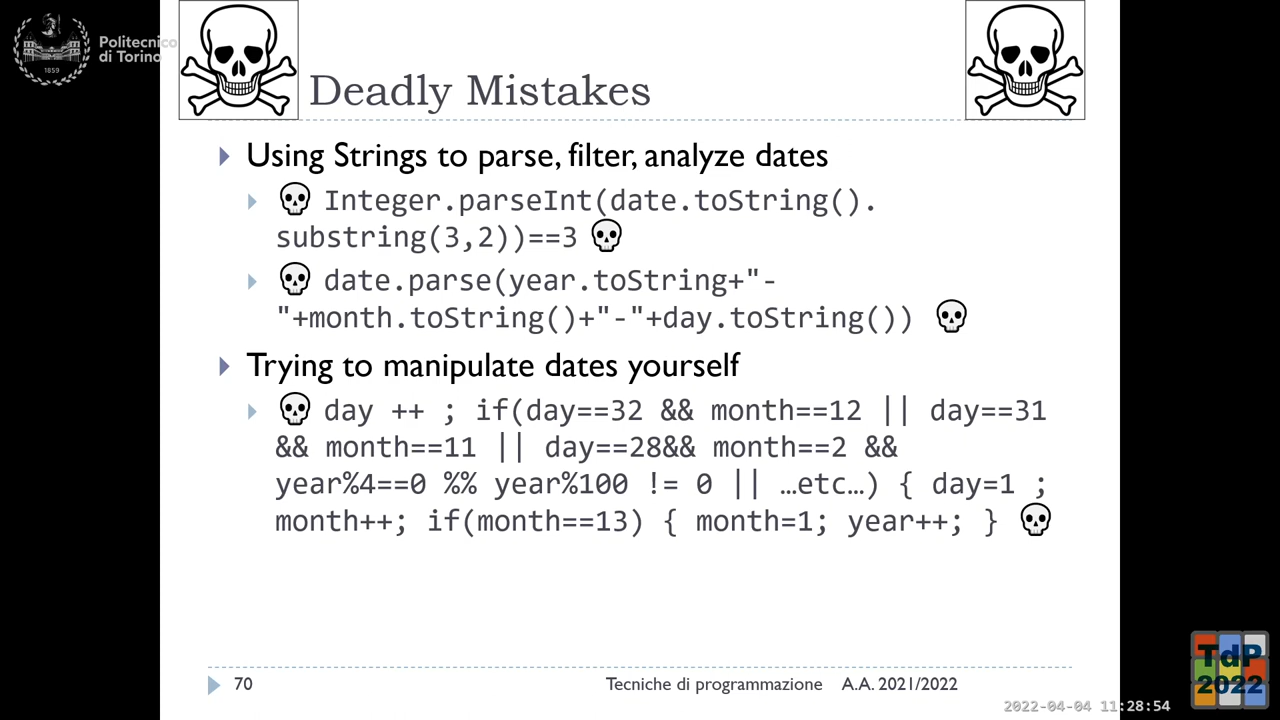 Politecnico
di Torino
1859
Deadly Mistakes
Using Strings to parse, filter, analyze dates
Integer.parseInt(date.toString().
substring(3,2))==3
date.parse(year.toString+"-
"+month.toString()+"-"+day.toString())
Trying to manipulate dates yourself
day ++ ; if(day==32 && month==12 || day==31
&& month==11 || day==28&& month==2 &&
year%4==0 %% year%100 != 0 || …etc…) { day=1 ;
month++; if(month==13) { month=1; year++; }
70 Tecniche di programmazione A.A. 2021/2022
TdP
2022
2022-04-04 11:28:54